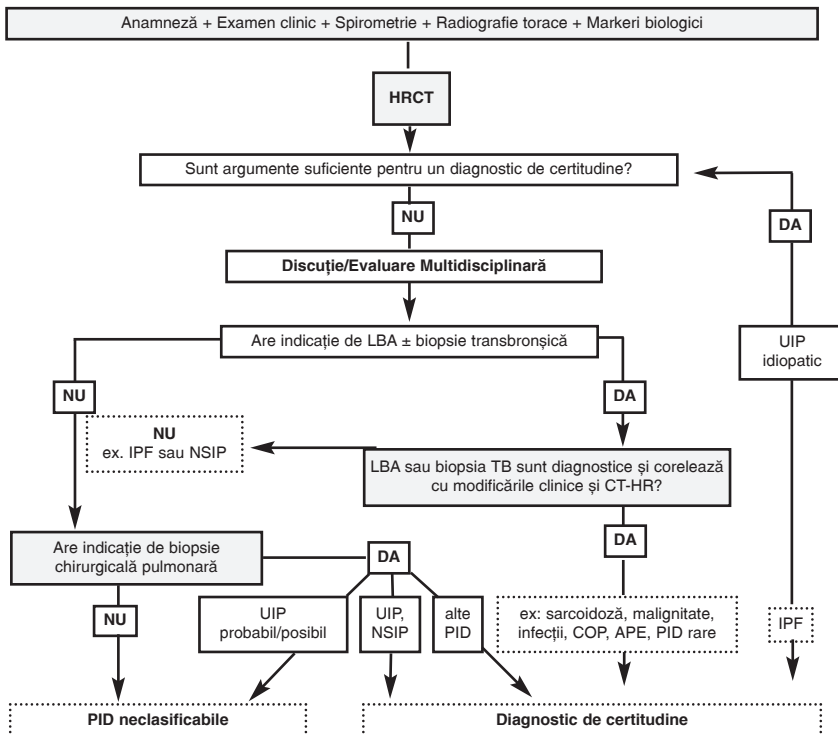 Anamneză + Examen clinic + Spirometrie + Radiografie torace + Markeri biologici
HRCT
Sunt argumente suficiente pentru un diagnostic de certitudine?
NU
DA
Discuție/Evaluare Multidisciplinară
Are indicație de LBA ± biopsie transbronșică
UIP
idiopatic
NU
DA
NU
ex. IPF sau NSIP
LBA sau biopsia TB sunt diagnostice și corelează
cu modificările clinice și CT-HR?
Are indicație de biopsie
chirurgicală pulmonară
DA
DA
NU
UIP
probabil/posibil
UIP,
NSIP
alte
PID
ex: sarcoidoză, malignitate,
infecții, COP, APE, PID rare
IPF
PID neclasificabile
Diagnostic de certitudine